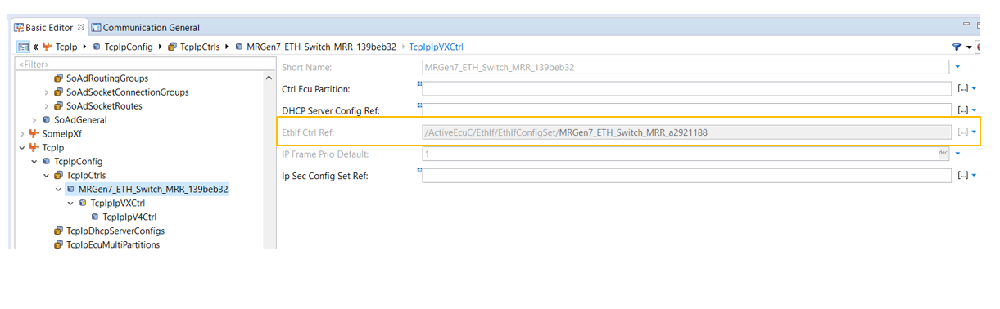 Basic Editor Communication General
« TcpIp TcpIpConfig TcpIpCtrls MRGen7_ETH_Switch_MRR_139beb32 TcpIpIpVXCtrl
<Filter>
SoAdRoutingGroups
SoAdSocketConnectionGroups
SoAdSocketRoutes
SoAdGeneral
SomeIpXf
TcpIp
TcpIpConfig
TcpIpCtrls
MRGen7_ETH_Switch_MRR_139beb32
TcpIpIpVXCtrl
TcpIpIpV4Ctrl
TcpIpDhcpServerConfigs
TcpIpEcuMultiPartitions
Short Name: MRGen7_ETH_Switch_MRR_139beb32
Ctrl Ecu Partition: [...]
DHCP Server Config Ref: [...]
EthIf Ctrl Ref: /ActiveEcuC/EthIf/EthIfConfigSet/MRGen7_ETH_Switch_MRR_a2921188 [...]
IP Frame Prio Default: 1 dec
Ip Sec Config Set Ref: [...]